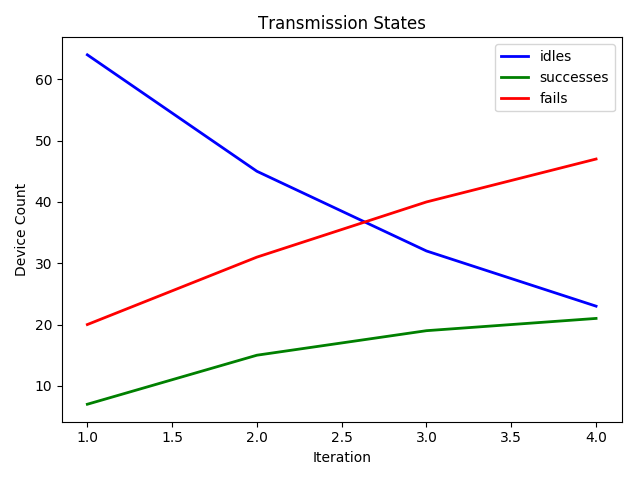 Transmission States
idles
successes
fails
Device Count
60
50
40
30
20
10
1.0 1.5 2.0 2.5 3.0 3.5 4.0
Iteration